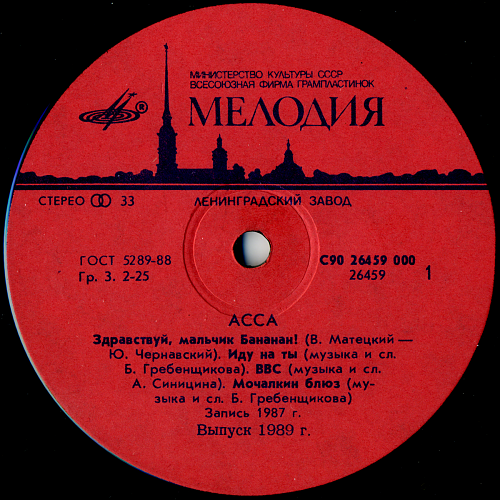 МИНИСТЕРСТВО КУЛЬТУРЫ СССР
ВСЕСОЮЗНАЯ ФИРМА ГРАМПЛАСТИНОК
®
МЕЛОДИЯ
СТЕРЕО 33 ЛЕНИНГРАДСКИЙ ЗАВОД
ГОСТ 5289-88 С90 26459 000
Гр. 3. 2-25 26459 1
АССА
Здравствуй, мальчик Бананан! (В. Матецкий —
Ю. Чернавский). Иду на ты (музыка и сл.
Б. Гребенщикова). ВВС (музыка и сл.
А. Синицина). Мочалкин блюз (му-
зыка и сл. Б. Гребенщикова)
Запись 1987 г.
Выпуск 1989 г.